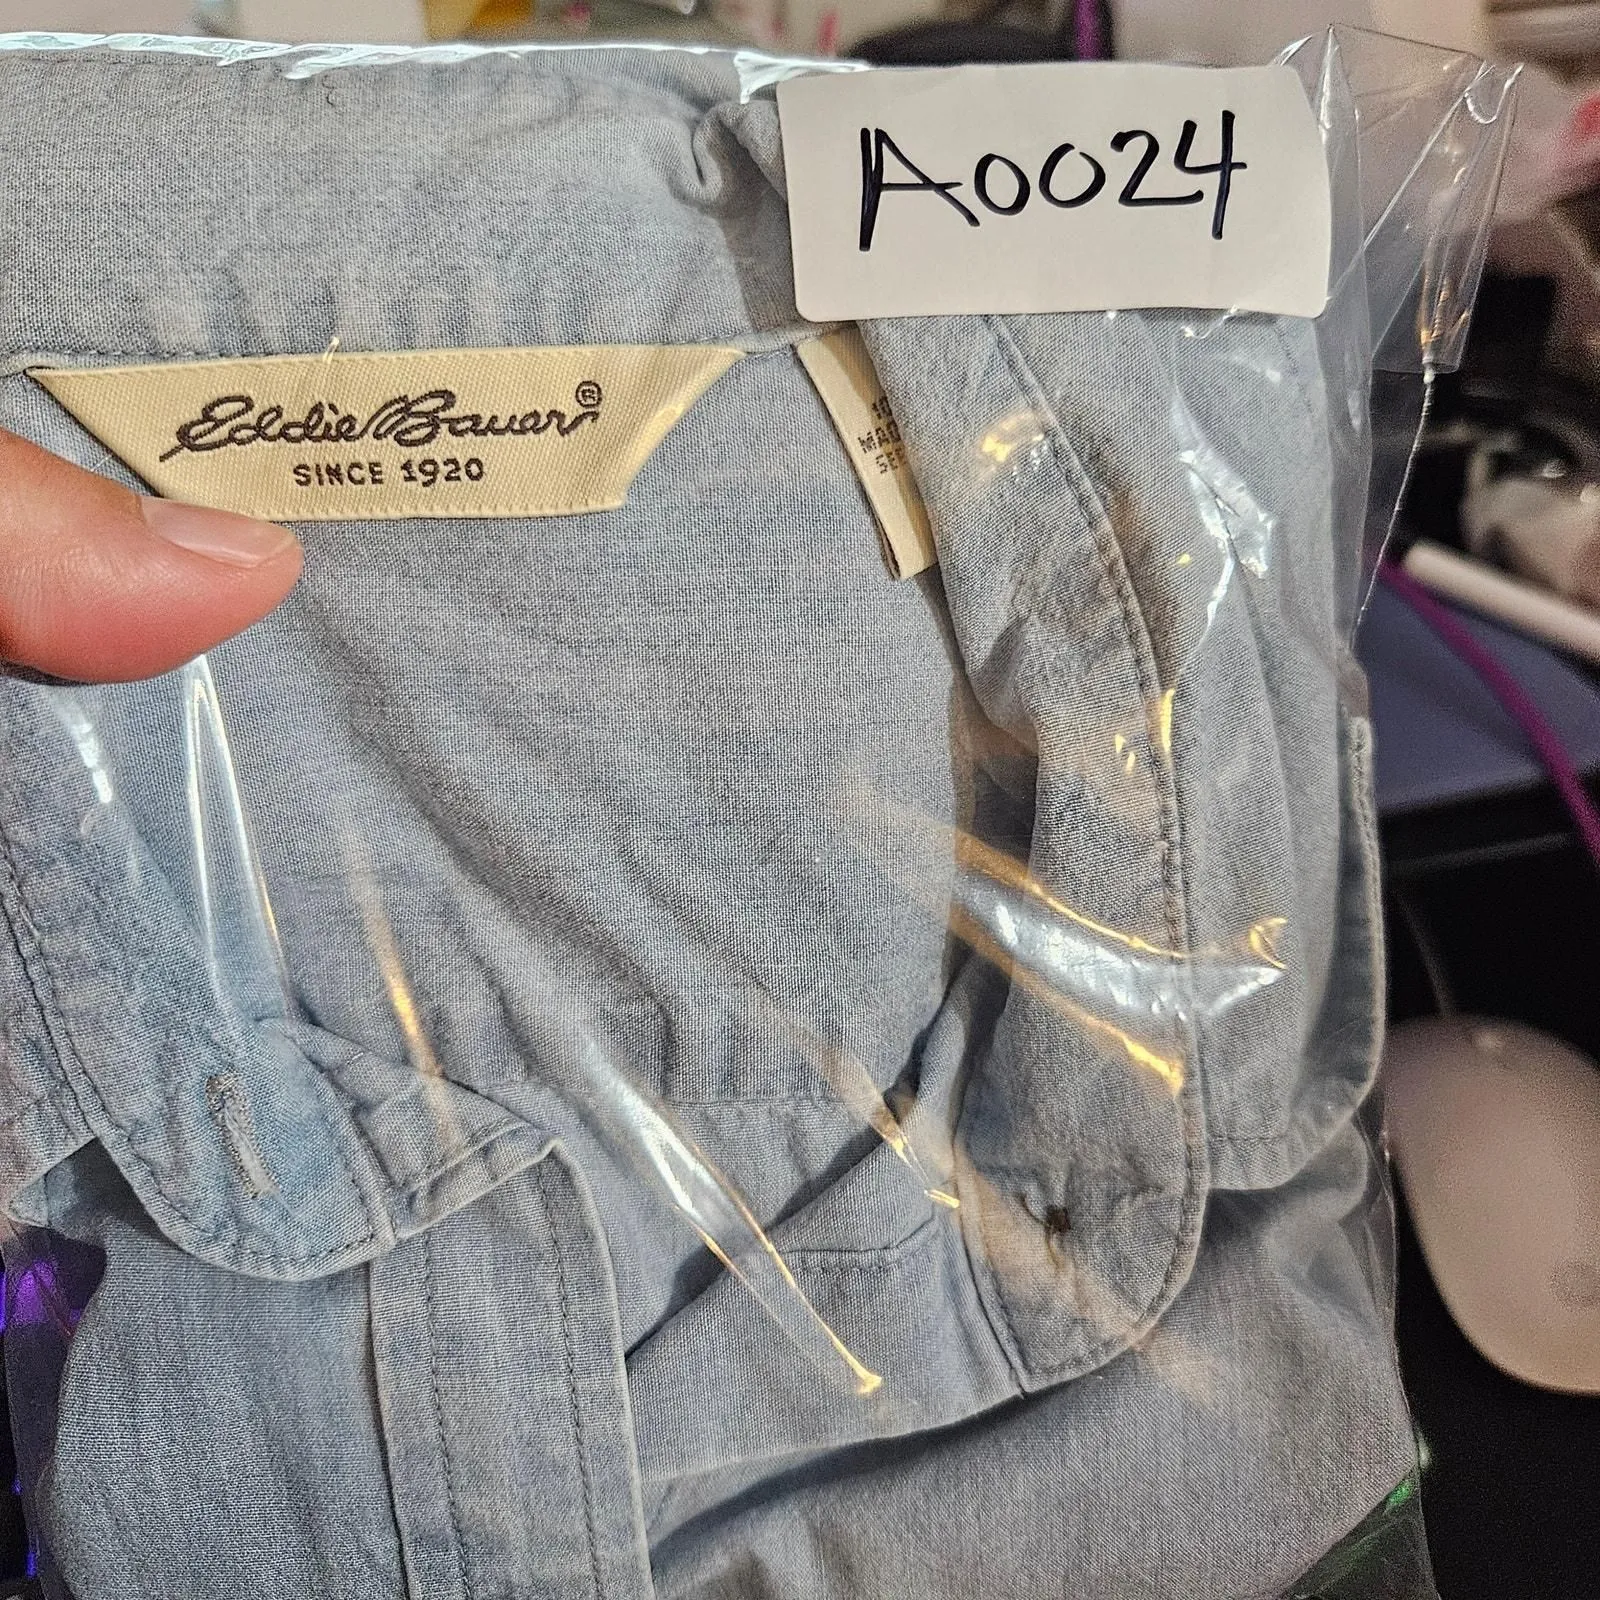 A0024
Eddie Bauer®
SINCE 1920